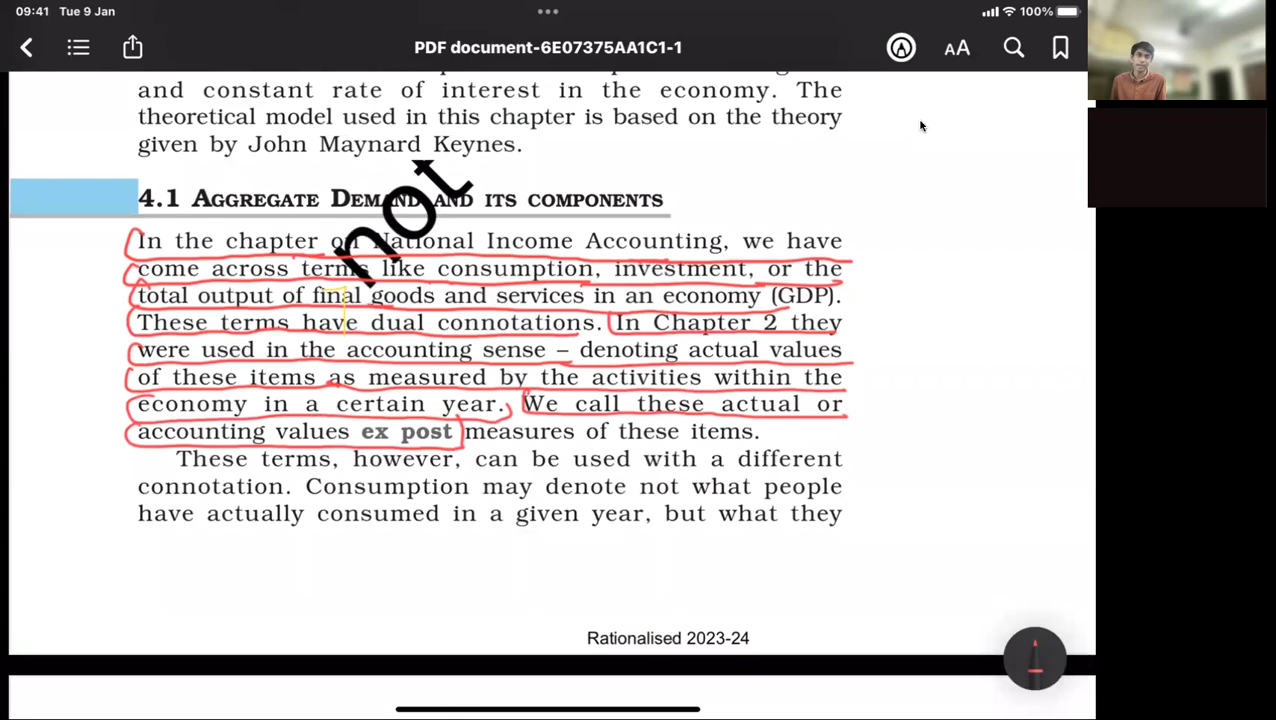 09:41 Tue 9 Jan 100%
PDF document-6E07375AA1C1-1 AA
and constant rate of interest in the economy. The
theoretical model used in this chapter is based on the theory
given by John Maynard Keynes.
not
4.1 AGGREGATE DEMAND AND ITS COMPONENTS
In the chapter on National Income Accounting, we have
come across terms like consumption, investment, or the
total output of final goods and services in an economy (GDP).
These terms have dual connotations. In Chapter 2 they
were used in the accounting sense – denoting actual values
of these items as measured by the activities within the
economy in a certain year. We call these actual or
accounting values ex post measures of these items.
These terms, however, can be used with a different
connotation. Consumption may denote not what people
have actually consumed in a given year, but what they
Rationalised 2023-24